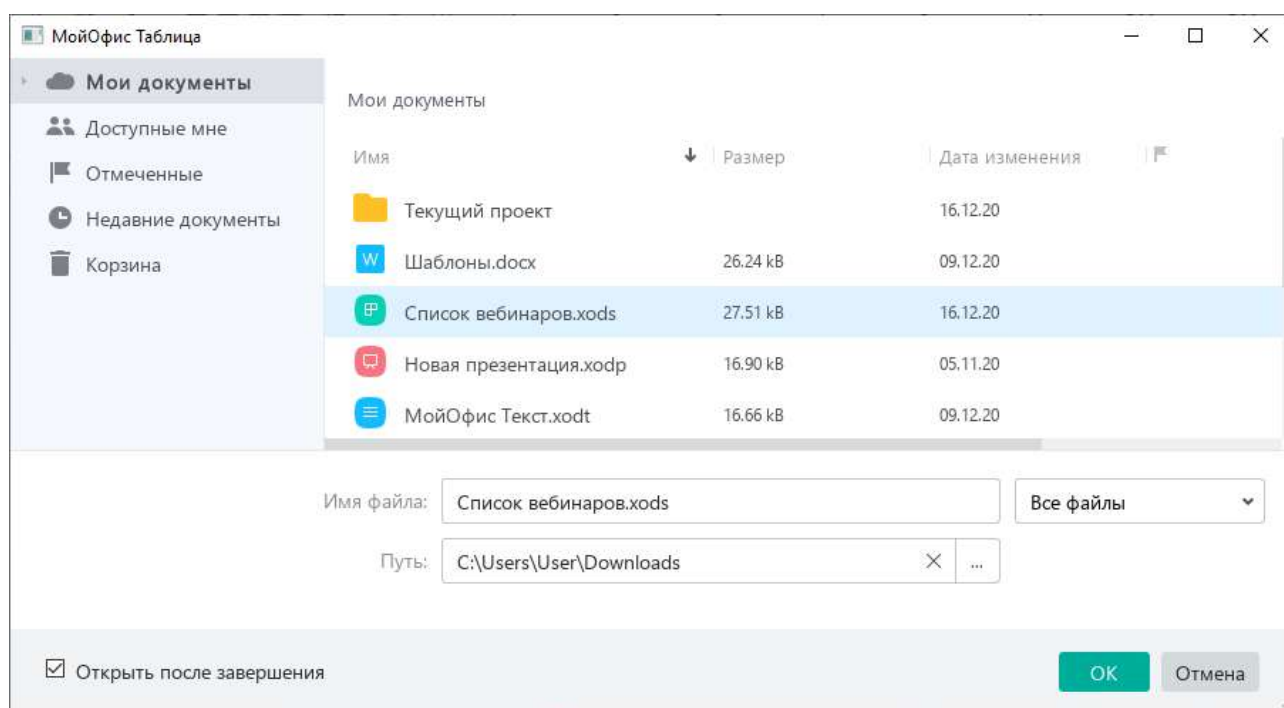 МойОфис Таблица
Мои документы
Доступные мне
Отмеченные
Недавние документы
Корзина
Мои документы
Имя Размер Дата изменения
Текущий проект 16.12.20
W Шаблоны.docx 26.24 kB 09.12.20
Список вебинаров.xods 27.51 kB 16.12.20
Новая презентация.xodp 16.90 kB 05.11.20
МойОфис Текст.xodt 16.66 kB 09.12.20
Имя файла: Список вебинаров.xods Все файлы
Путь: C:\Users\User\Downloads ...
Открыть после завершения OK Отмена